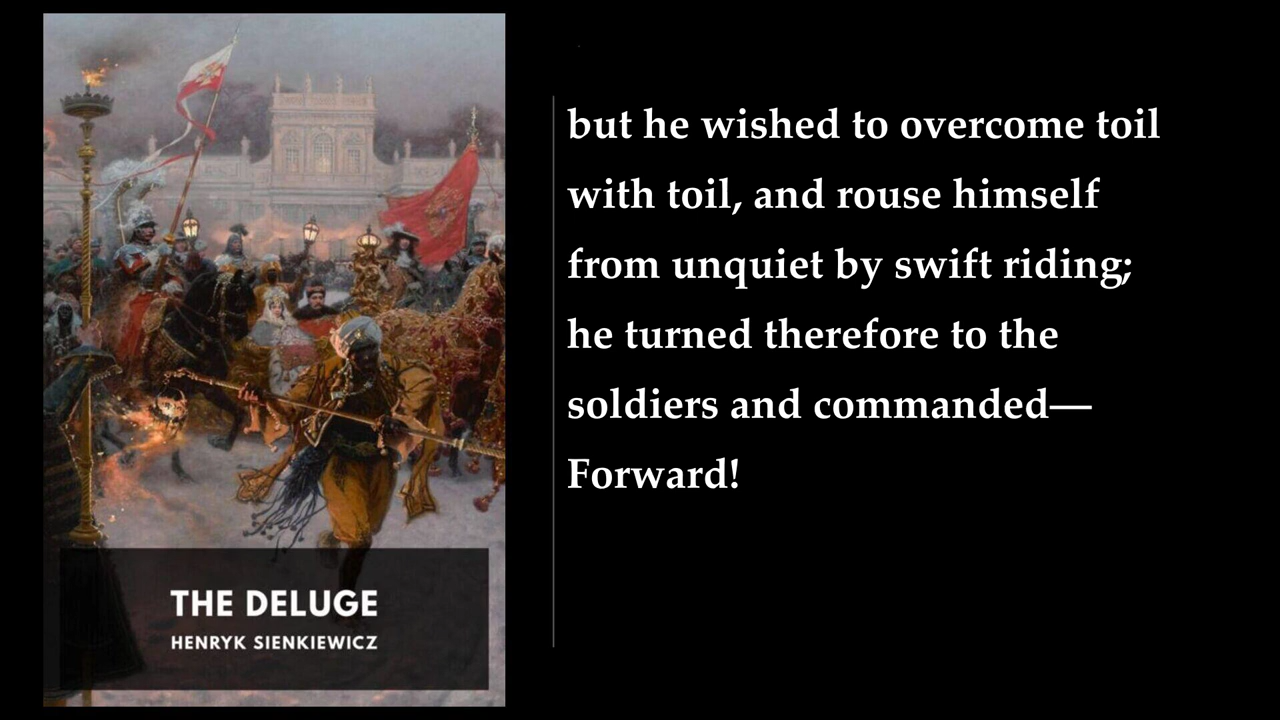 but he wished to overcome toil
with toil, and rouse himself
from unquiet by swift riding;
he turned therefore to the
soldiers and commanded—
Forward!
THE DELUGE
HENRYK SIENKIEWICZ